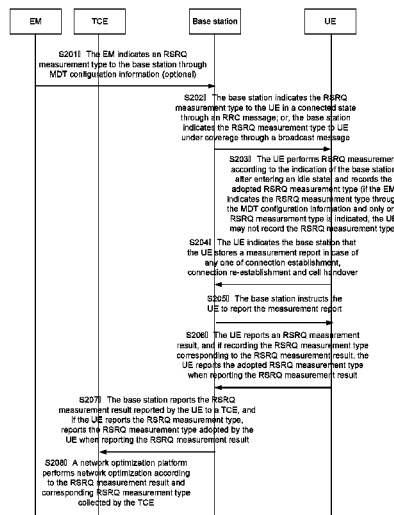 EM
TCE
Base station
UE
S201、 The EM indicates an RSRQ
measurement type to the base station through
MDT configuration information (optional)
S202、 The base station indicates the RSRQ
measurement type to the UE in a connected state
through an RRC message; or, the base station
indicates the RSRQ measurement type to UE
under coverage through a broadcast message
S203、 The UE performs RSRQ measurement
according to the indication of the base station
after entering an idle state, and records the
adopted RSRQ measurement type (if the EM
indicates the RSRQ measurement type through
the MDT configuration information and only one
RSRQ measurement type is indicated, the UE
may not record the RSRQ measurement type)
S204、 The UE indicates the base station that
the UE stores a measurement report in case of
any one of connection establishment,
connection re-establishment and cell handover
S205、 The base station instructs the
UE to report the measurement report
S206、 The UE reports an RSRQ measurement
result, and if recording the RSRQ measurement type
corresponding to the RSRQ measurement result, the
UE reports the adopted RSRQ measurement type
when reporting the RSRQ measurement result
S207、 The base station reports the RSRQ
measurement result reported by the UE to a TCE, and
if the UE reports the RSRQ measurement type,
reports the RSRQ measurement type adopted by the
UE when reporting the RSRQ measurement result
S208、 A network optimization platform
performs network optimization according
to the RSRQ measurement result and
corresponding RSRQ measurement type
collected by the TCE